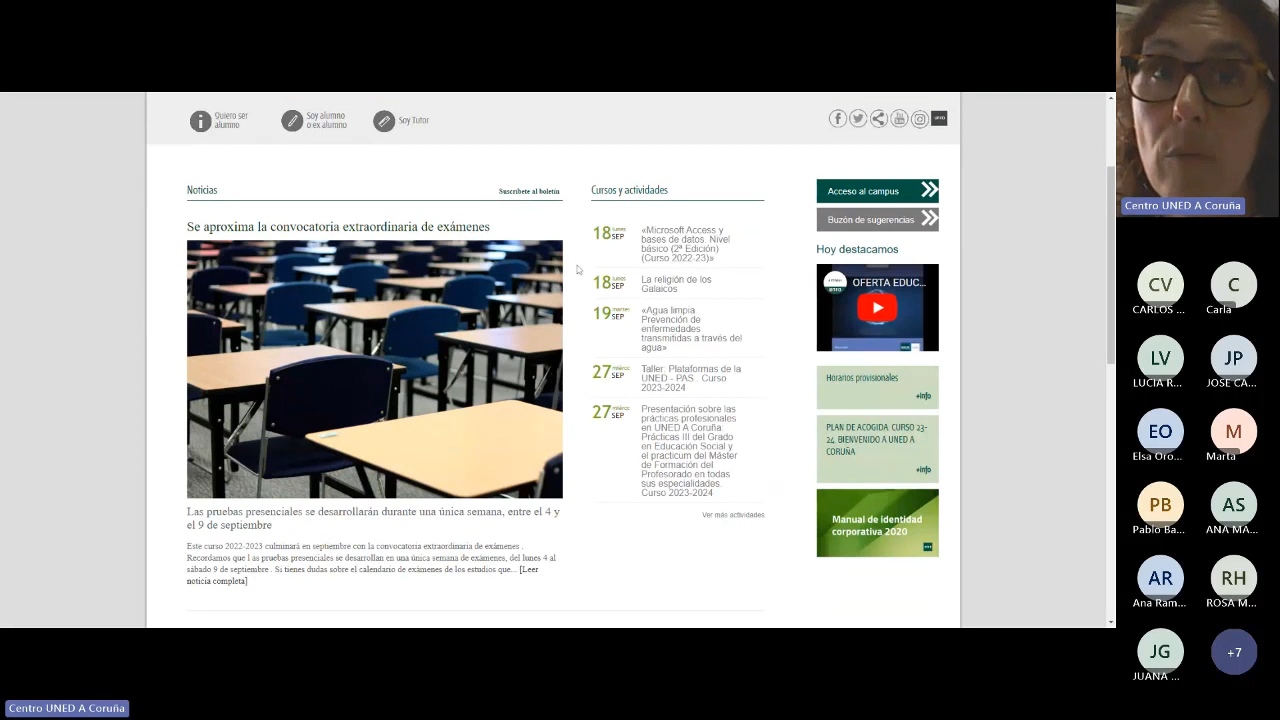 Quiero ser
alumno
Soy alumno
o ex alumno
Soy Tutor
Noticias
Suscríbete al boletín
Se aproxima la convocatoria extraordinaria de exámenes
Las pruebas presenciales se desarrollarán durante una única semana, entre el 4 y
el 9 de septiembre
Este curso 2022-2023 culminará en septiembre con la convocatoria extraordinaria de exámenes .
Recordamos que l as pruebas presenciales se desarrollan en una única semana de exámenes, del lunes 4 al
sábado 9 de septiembre . Si tienes dudas sobre el calendario de exámenes de los estudios que... [Leer
noticia completa]
Cursos y actividades
18 lunes SEP
«Microsoft Access y
bases de datos. Nivel
básico (2ª Edición)
(Curso 2022-23)»
18 lunes SEP
La religión de los
Galaicos
19 martes SEP
«Agua limpia.
Prevención de
enfermedades
transmitidas a través del
agua»
27 miérco. SEP
Taller: Plataformas de la
UNED - PAS . Curso
2023-2024
27 miérco. SEP
Presentación sobre las
prácticas profesionales
en UNED A Coruña:
Prácticas III del Grado
en Educación Social y
el practicum del Máster
de Formación del
Profesorado en todas
sus especialidades.
Curso 2023-2024
Ver más actividades
Acceso al campus
Buzón de sugerencias
Hoy destacamos
OFERTA EDUC...
Horarios provisionales
+info
PLAN DE ACOGIDA. CURSO 23-
24. BIENVENIDO A UNED A
CORUÑA
+info
Manual de identidad
corporativa 2020
Centro UNED A Coruña
CV
CARLOS ...
C
Carla
LV
LUCIA R...
JP
JOSE CA...
EO
Elsa Oro...
M
Marta
PB
Pablo Ba...
AS
ANA MA...
AR
Ana Ram...
RH
ROSA M...
JG
JUANA ...
+7
Centro UNED A Coruña